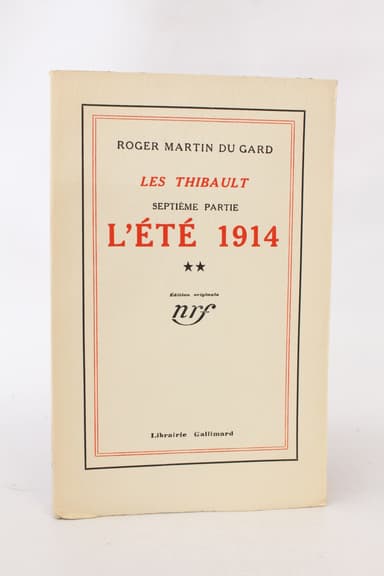 ROGER MARTIN DU GARD
LES THIBAULT
SEPTIÈME PARTIE
L'ÉTÉ 1914
★★
Édition originale
nrf
Librairie Gallimard